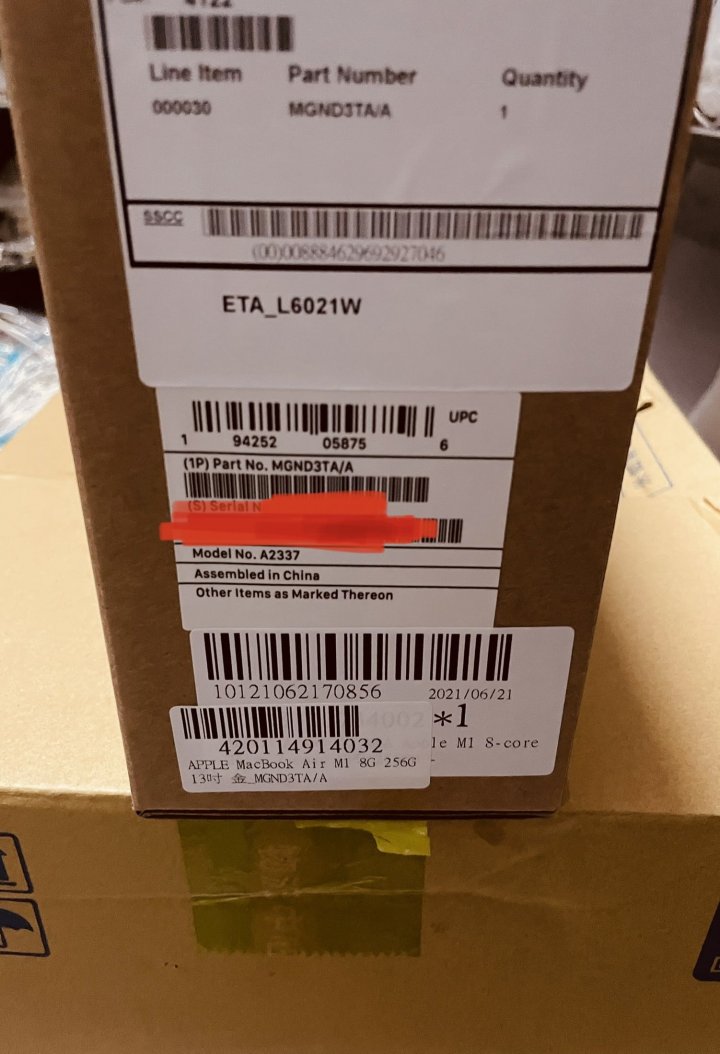 4122
Line Item Part Number Quantity
000030 MGND3TA/A 1
SSCC
(00)008884629692927046
ETA_L6021W
UPC
1 94252 05875 6
(1P) Part No. MGND3TA/A
(S) Serial N
Model No. A2337
Assembled in China
Other Items as Marked Thereon
10121062170856 2021/06/21
4002 *1
420114914032 le M1 8-core
APPLE MacBook Air M1 8G 256G
13吋 金_MGND3TA/A